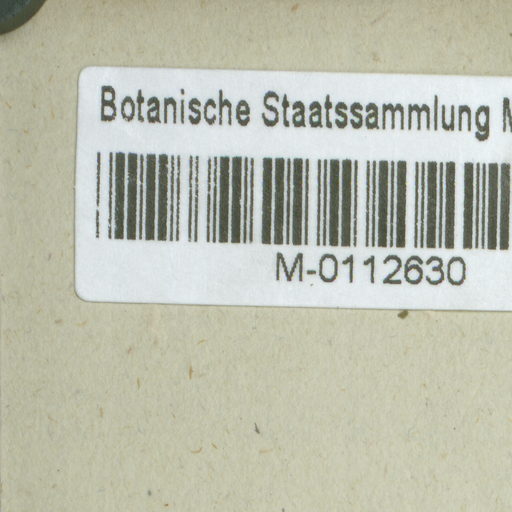 Botanische Staatssammlung
M-0112630